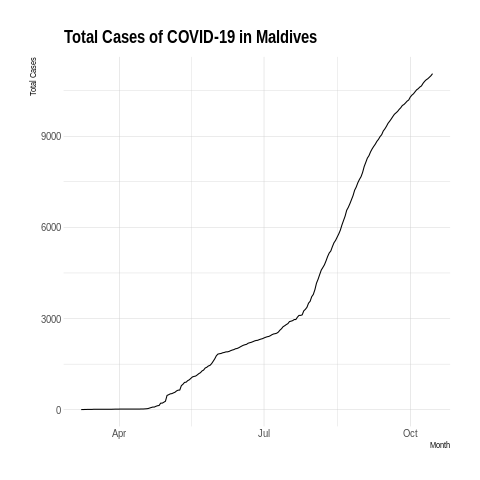 Total Cases of COVID-19 in Maldives
Total Cases
9000
6000
3000
0
Apr
Jul
Oct
Month